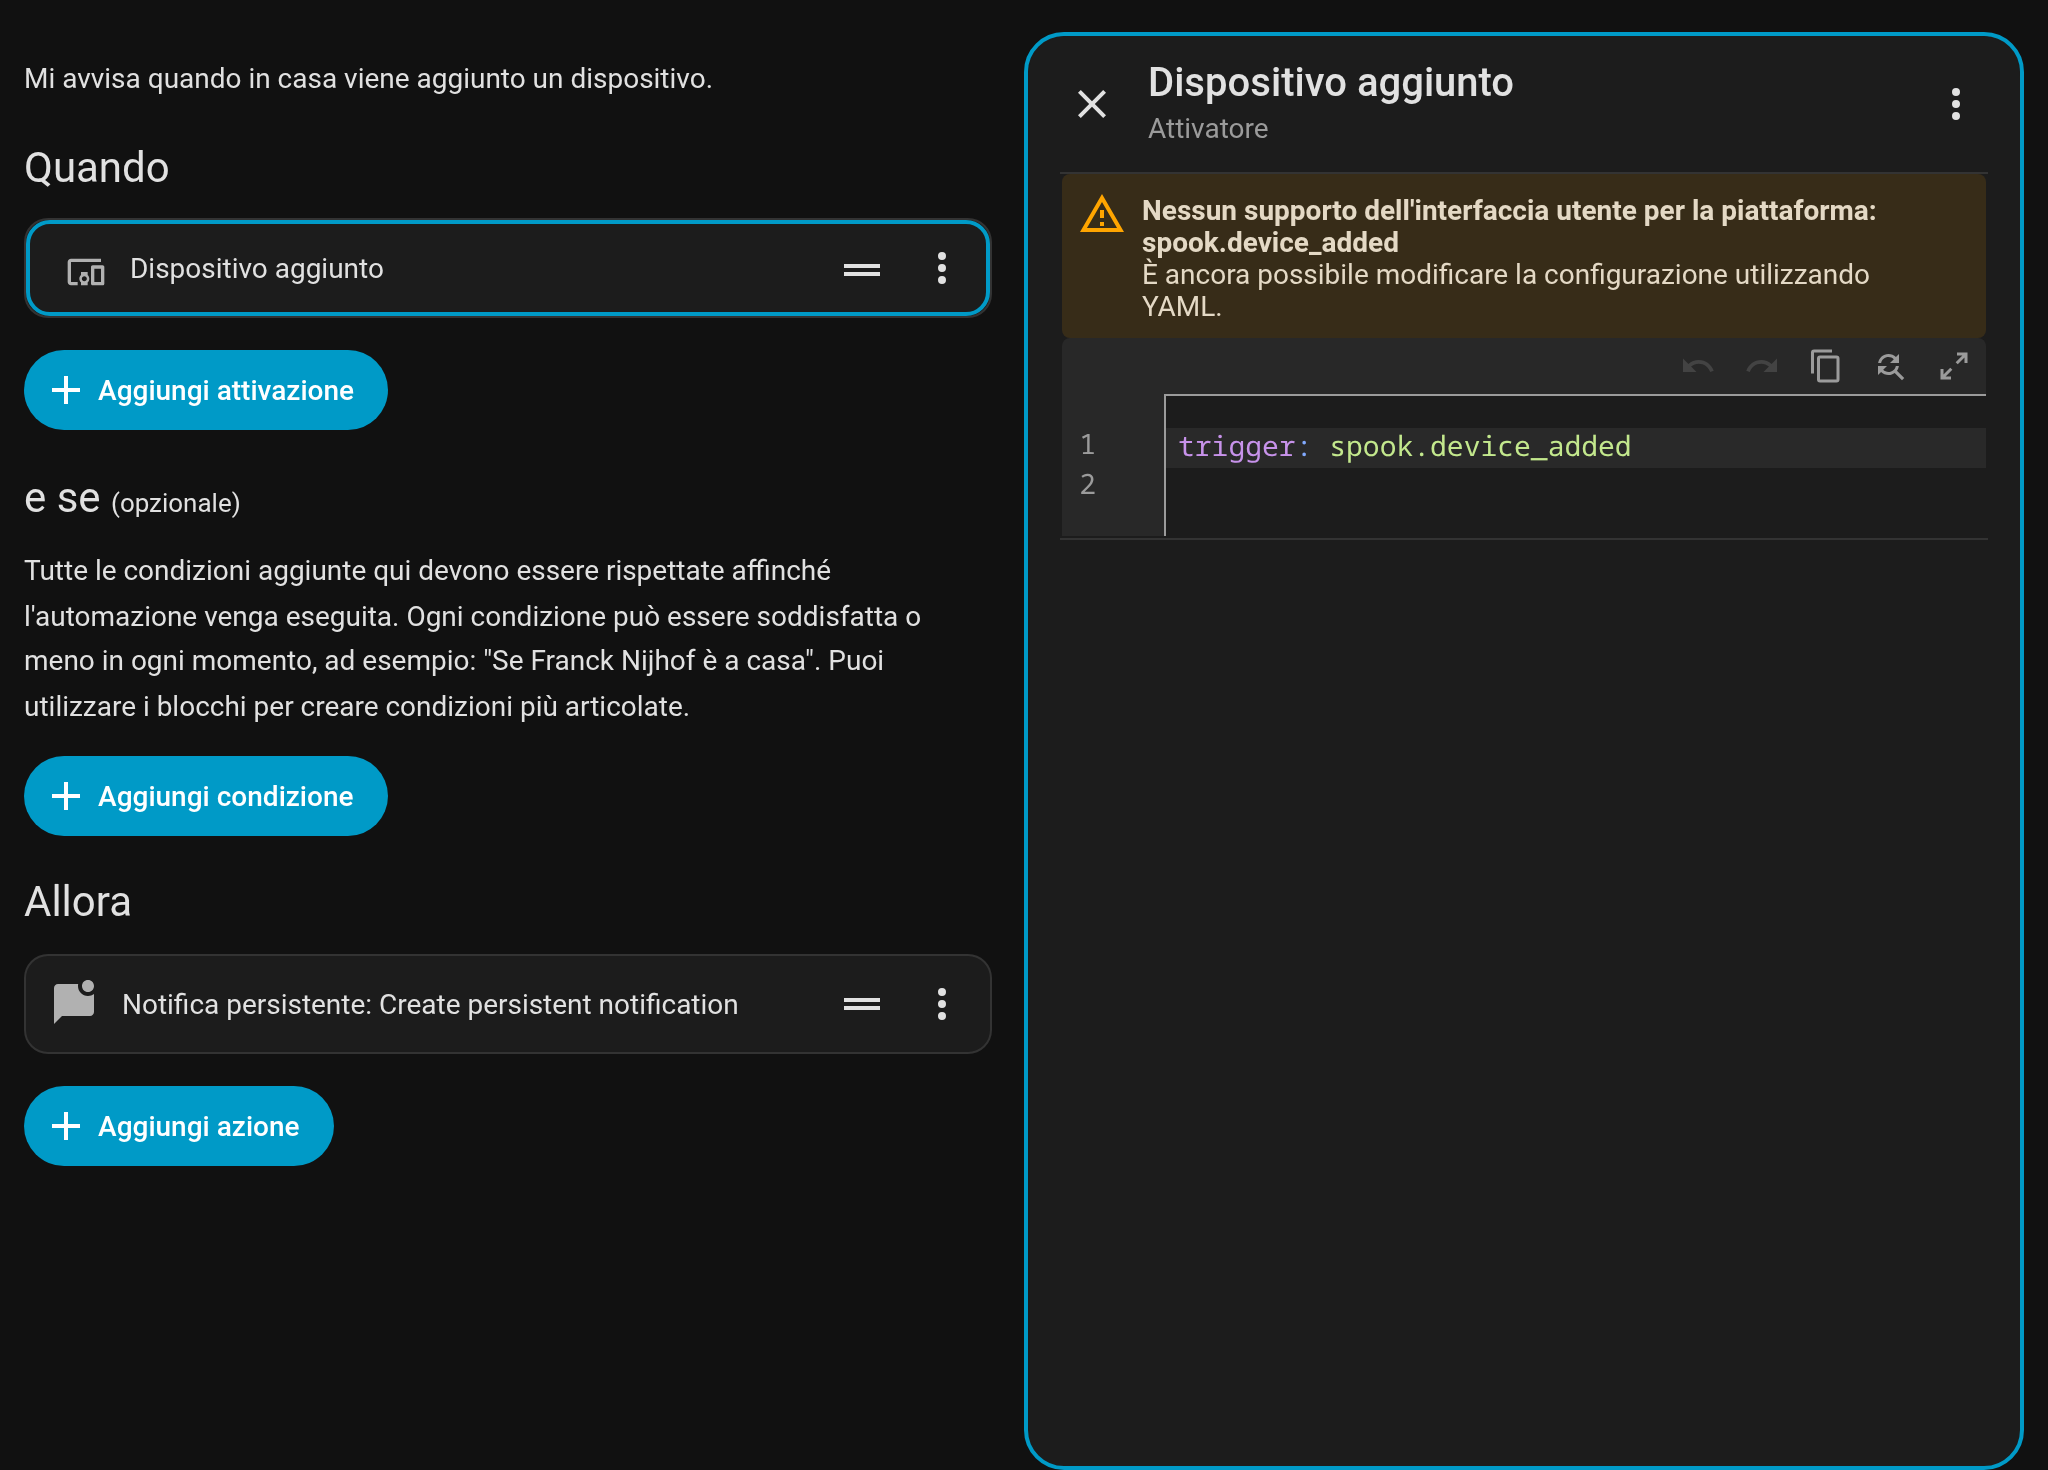 Mi avvisa quando in casa viene aggiunto un dispositivo.
Quando
Dispositivo aggiunto
Aggiungi attivazione
e se (opzionale)
Tutte le condizioni aggiunte qui devono essere rispettate affinché
l'automazione venga eseguita. Ogni condizione può essere soddisfatta o
meno in ogni momento, ad esempio: "Se Franck Nijhof è a casa". Puoi
utilizzare i blocchi per creare condizioni più articolate.
Aggiungi condizione
Allora
Notifica persistente: Create persistent notification
Aggiungi azione
Dispositivo aggiunto
Attivatore
Nessun supporto dell'interfaccia utente per la piattaforma:
spook.device_added
È ancora possibile modificare la configurazione utilizzando
YAML.
1 trigger: spook.device_added
2